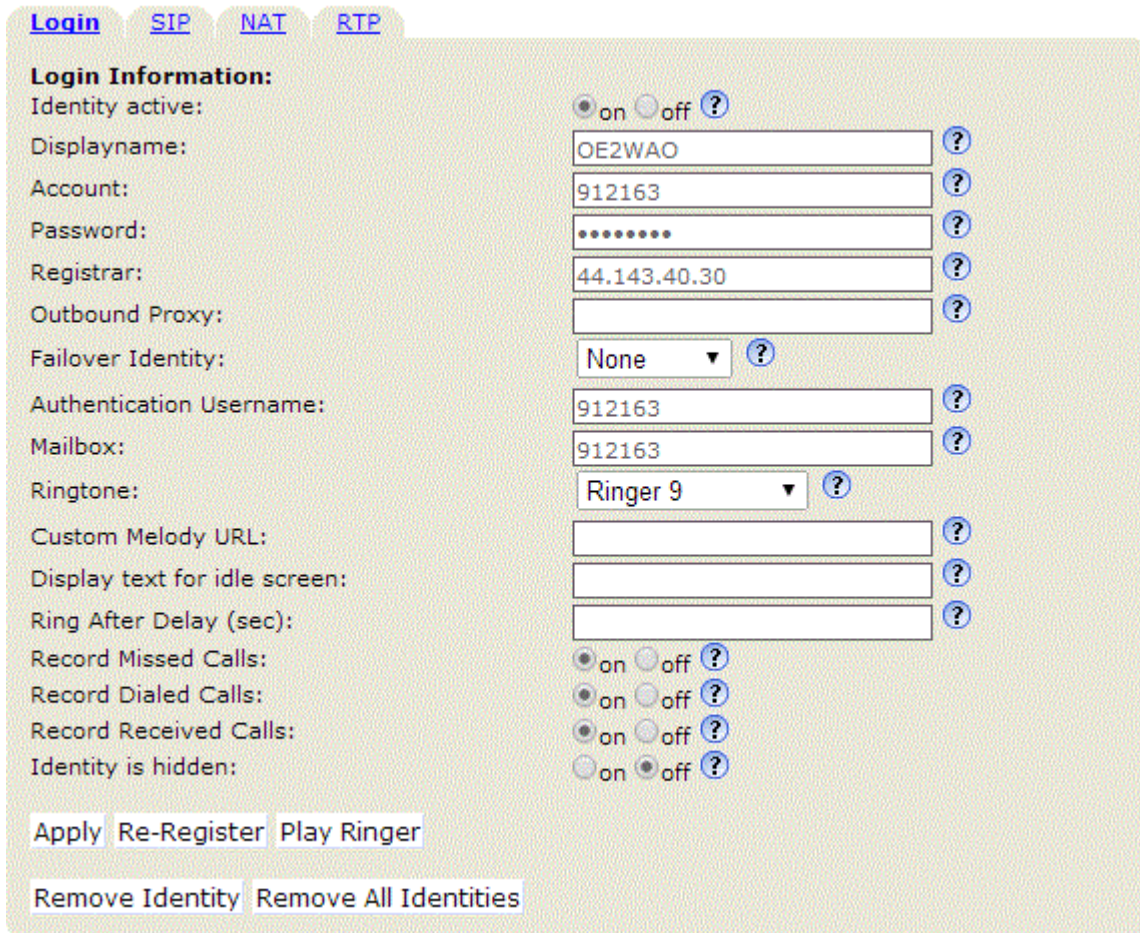 Login SIP NAT RTP
Login Information:
Identity active: on off ?
Displayname: OE2WAO ?
Account: 912163 ?
Password: •••••••• ?
Registrar: 44.143.40.30 ?
Outbound Proxy: ?
Failover Identity: None ?
Authentication Username: 912163 ?
Mailbox: 912163 ?
Ringtone: Ringer 9 ?
Custom Melody URL: ?
Display text for idle screen: ?
Ring After Delay (sec): ?
Record Missed Calls: on off ?
Record Dialed Calls: on off ?
Record Received Calls: on off ?
Identity is hidden: on off ?
Apply Re-Register Play Ringer
Remove Identity Remove All Identities